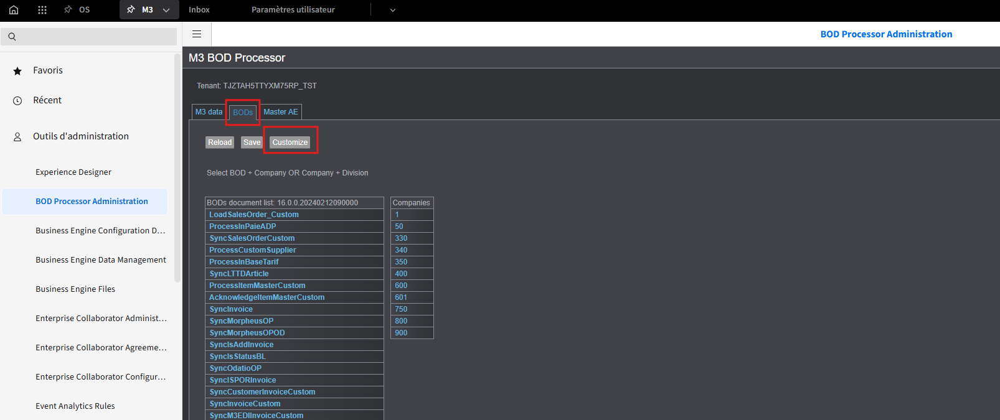 OS M3 Inbox Paramètres utilisateur
BOD Processor Administration
Favoris
Récent
Outils d'administration
Experience Designer
BOD Processor Administration
Business Engine Configuration D...
Business Engine Data Management
Business Engine Files
Enterprise Collaborator Administ...
Enterprise Collaborator Agreeme...
Enterprise Collaborator Configur...
Event Analytics Rules
M3 BOD Processor
Tenant: TJZTAH5TTYXM75RP_TST
M3 data BODs Master AE
Reload Save Customize
Select BOD + Company OR Company + Division
BODs document list: 16.0.0.20240212090000
LoadSalesOrder_Custom
ProcessInPaieADP
SyncSalesOrderCustom
ProcessCustomSupplier
ProcessInBaseTarif
SyncLTTDArticle
ProcessItemMasterCustom
AcknowledgeItemMasterCustom
SyncInvoice
SyncMorpheusOP
SyncMorpheusOPOD
SyncIsAddInvoice
SyncIsStatusBL
SyncOdatioOP
SyncISPORInvoice
SyncCustomerInvoiceCustom
SyncInvoiceCustom
SyncM3EDIInvoiceCustom
Companies
1
50
330
340
350
400
600
601
750
800
900